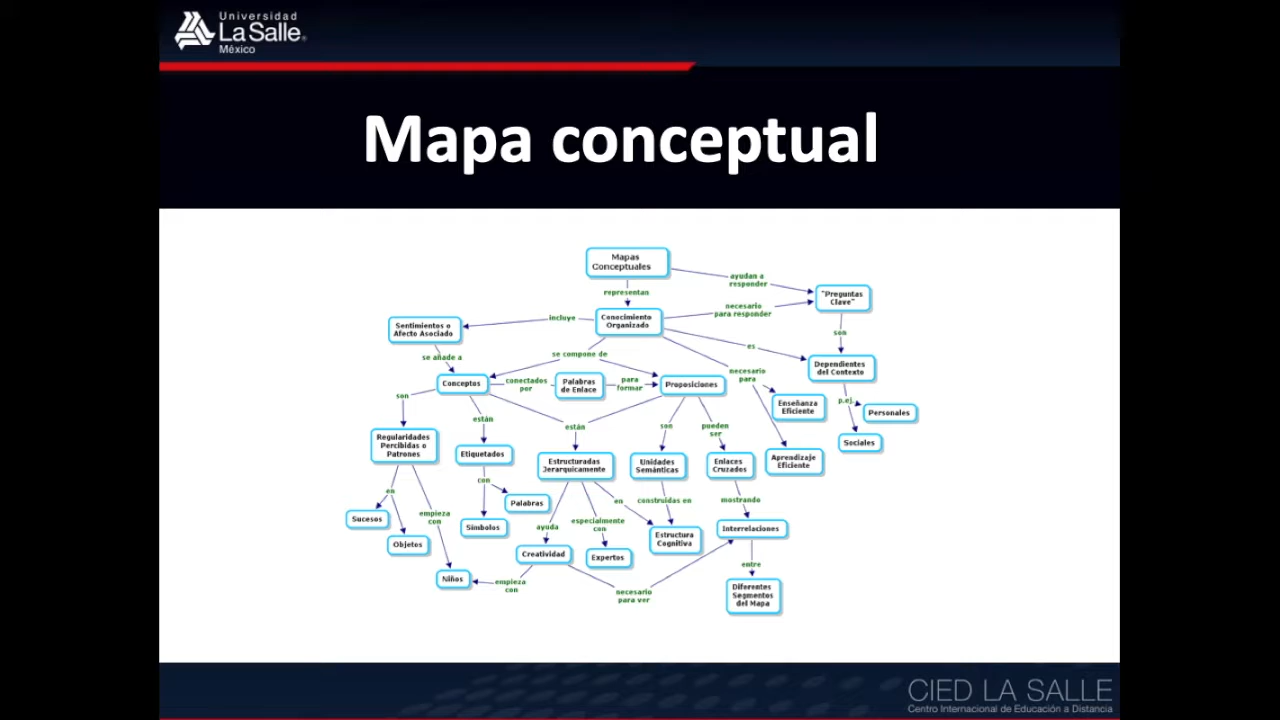 Universidad
La Salle
México
Mapa conceptual
Mapas
Conceptuales
ayudan a
responder
representan
"Preguntas
Clave"
necesario
para responder
Conocimiento
Organizado
incluye
Sentimientos o
Afecto Asociado
son
es
se compone de
se añade a
Dependientes
del Contexto
necesario
para
Conceptos
conectados
por
Palabras
de Enlace
para
formar
Proposiciones
son
p.ej.
Enseñanza
Eficiente
Personales
están
están
son
pueden
ser
Sociales
Regularidades
Percibidas o
Patrones
Etiquetados
Estructuradas
Jerarquicamente
Unidades
Semánticas
Enlaces
Cruzados
Aprendizaje
Eficiente
con
en
en
construidas en
mostrando
Palabras
Sucesos
empieza
con
Símbolos
ayuda
especialmente
con
Interrelaciones
Objetos
Estructura
Cognitiva
Creatividad
Expertos
entre
Niños
empieza
con
necesario
para ver
Diferentes
Segmentos
del Mapa
CIED LA SALLE
Centro Internacional de Educación a Distancia